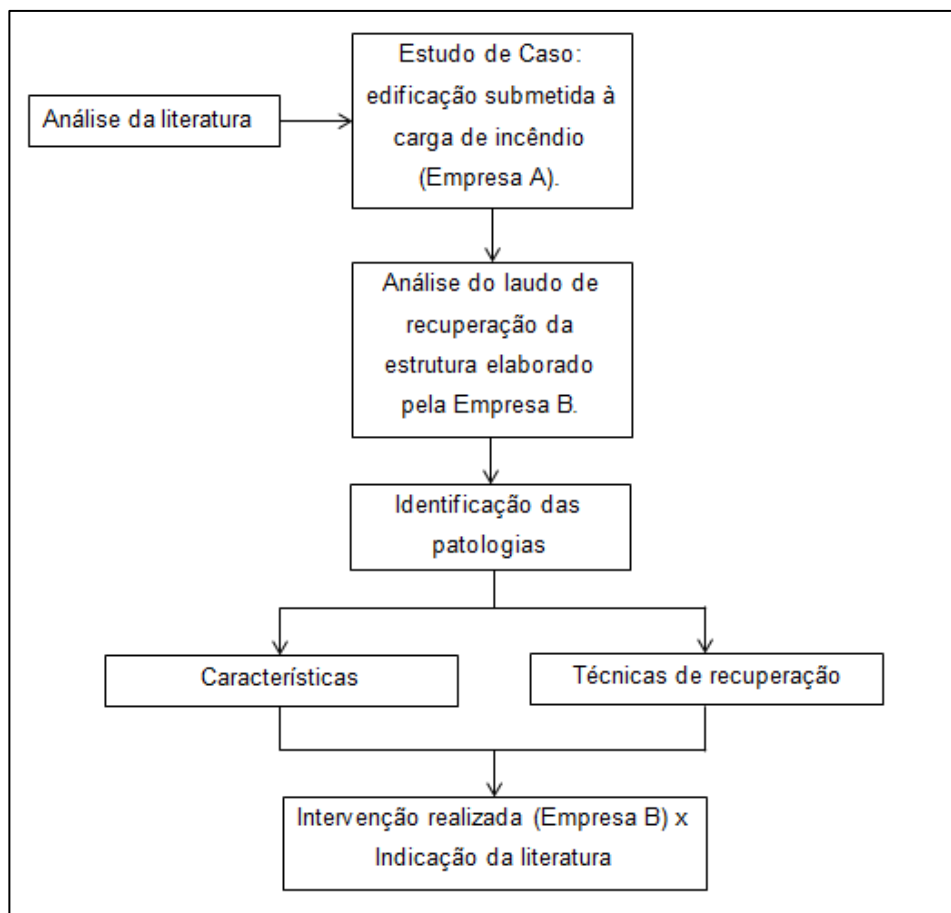 Estudo de Caso:
edificação submetida à
carga de incêndio
(Empresa A).
Análise da literatura
Análise do laudo de
recuperação da
estrutura elaborado
pela Empresa B.
Identificação das
patologias
Características
Técnicas de recuperação
Intervenção realizada (Empresa B) x
Indicação da literatura